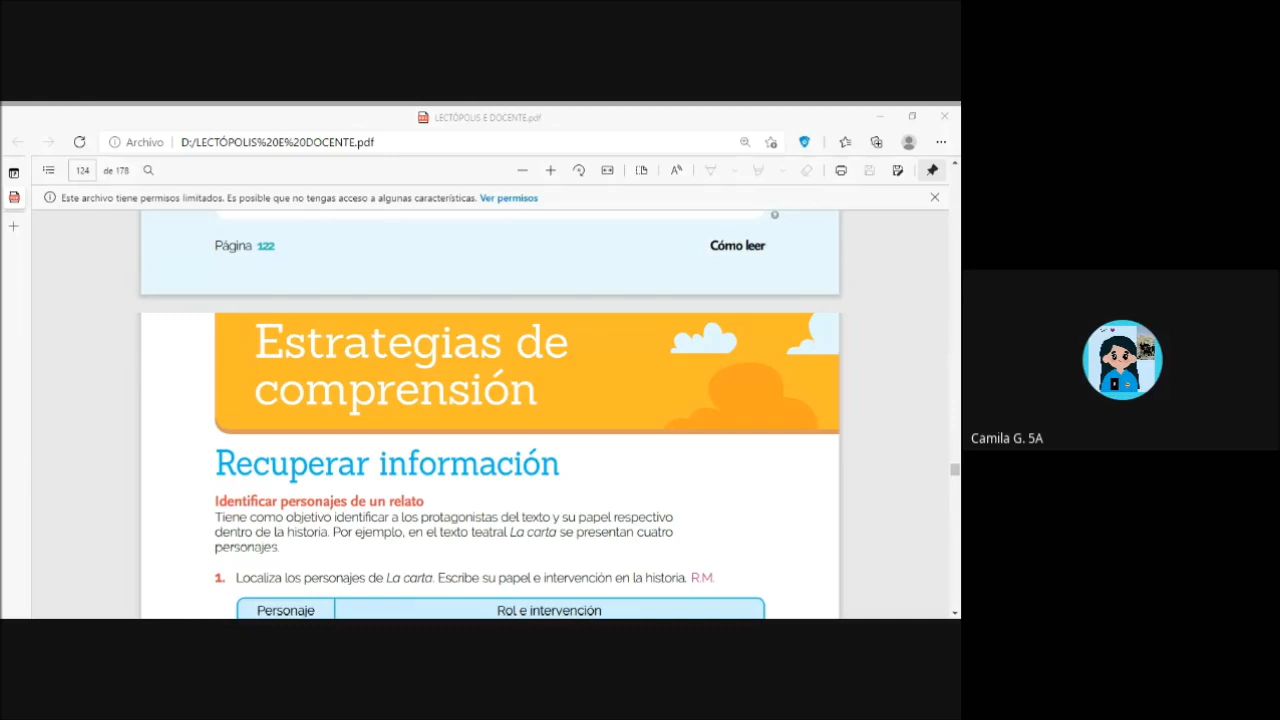 LECTÓPOLIS E DOCENTE.pdf
Archivo D:/LECTÓPOLIS%20E%20DOCENTE.pdf
124 de 178
Este archivo tiene permisos limitados. Es posible que no tengas acceso a algunas características. Ver permisos
Página 122 Cómo leer
Estrategias de
comprensión
Recuperar información
Identificar personajes de un relato
Tiene como objetivo identificar a los protagonistas del texto y su papel respectivo
dentro de la historia. Por ejemplo, en el texto teatral La carta se presentan cuatro
personajes.
1. Localiza los personajes de La carta. Escribe su papel e intervención en la historia. R.M.
Personaje Rol e intervención
Camila G. 5A